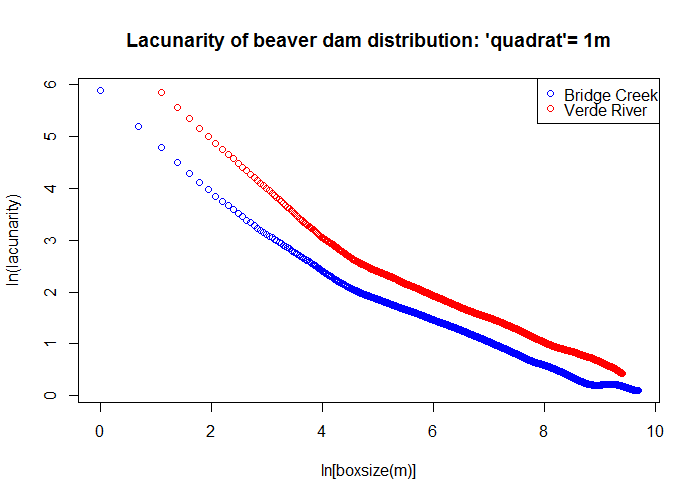 Lacunarity of beaver dam distribution: 'quadrat'= 1m
Bridge Creek
Verde River
6
5
4
3
2
1
0
ln(lacunarity)
0 2 4 6 8 10
ln[boxsize(m)]